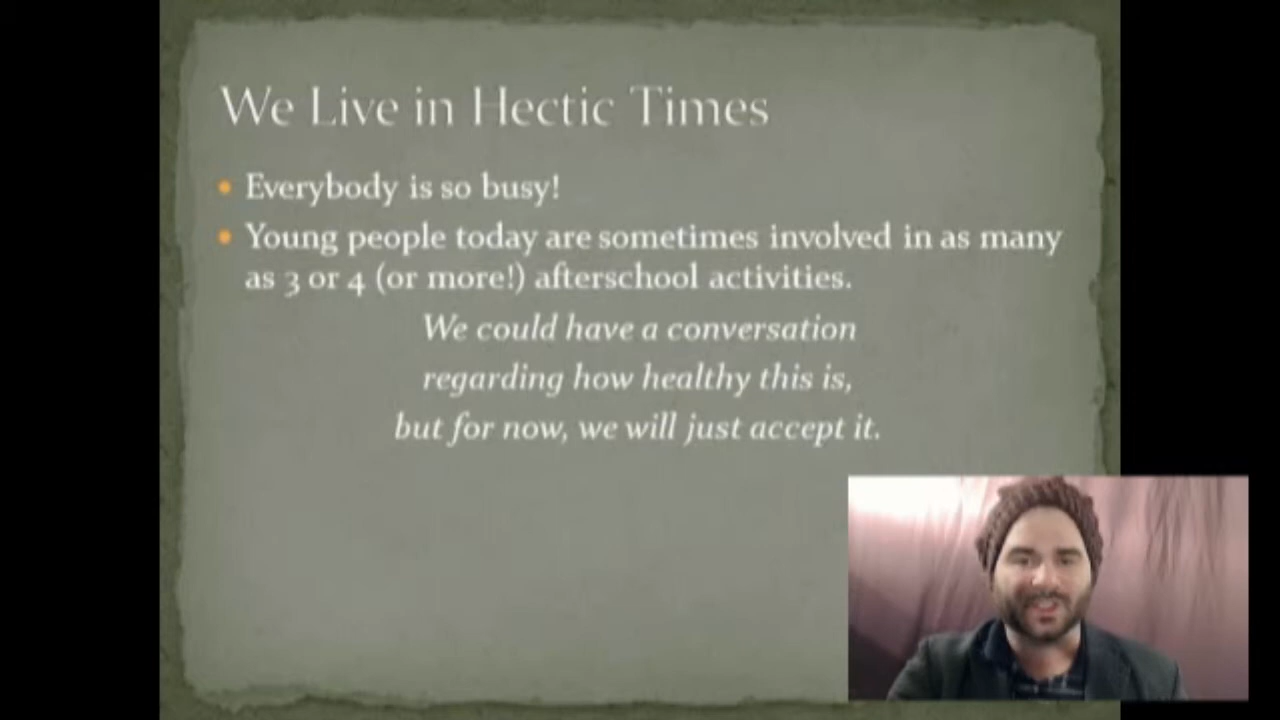 We Live in Hectic Times
Everybody is so busy!
Young people today are sometimes involved in as many
as 3 or 4 (or more!) afterschool activities.
We could have a conversation
regarding how healthy this is,
but for now, we will just accept it.